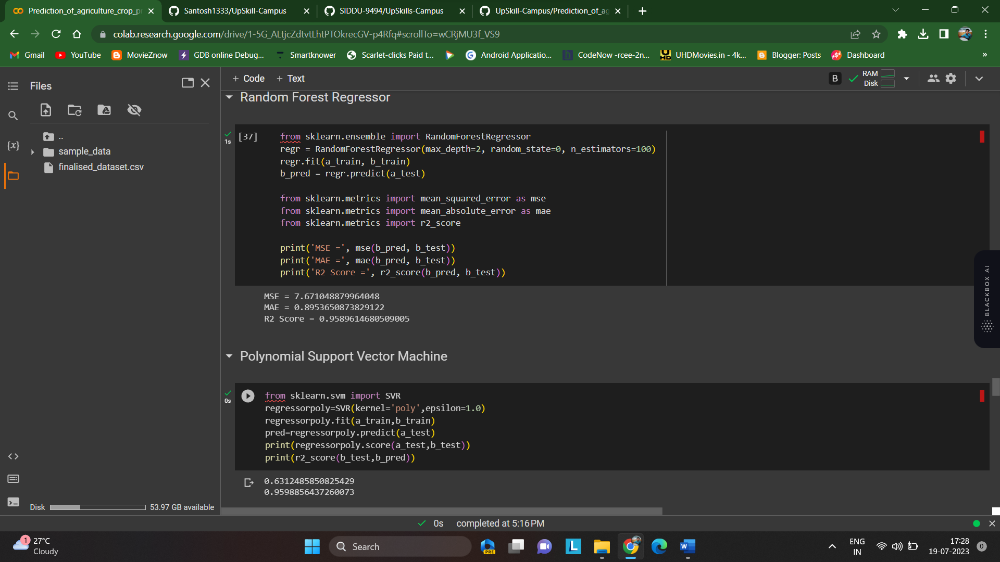 Prediction_of_agriculture_crop_pr
Santosh1333/UpSkill-Campus
SIDDU-9494/UpSkills-Campus
UpSkill-Campus/Prediction_of_ag
colab.research.google.com/drive/1-5G_ALtjcZdtvtLhtPTOkrecGV-p4Rfq#scrollTo=wCRjMU3f_VS9
Gmail
YouTube
MovieZnow
GDB online Debug...
Smartknower
Scarlet-clicks Paid t...
Android Applicatio...
CodeNow -rcee-2n...
UHDMovies.in - 4k...
Blogger: Posts
Dashboard
»
Files
+ Code + Text
B
RAM
Disk
..
sample_data
finalised_dataset.csv
{x}
Random Forest Regressor
1s
[37]
from sklearn.ensemble import RandomForestRegressor
regr = RandomForestRegressor(max_depth=2, random_state=0, n_estimators=100)
regr.fit(a_train, b_train)
b_pred = regr.predict(a_test)
from sklearn.metrics import mean_squared_error as mse
from sklearn.metrics import mean_absolute_error as mae
from sklearn.metrics import r2_score
print('MSE =', mse(b_pred, b_test))
print('MAE =', mae(b_pred, b_test))
print('R2 Score =', r2_score(b_pred, b_test))
MSE = 7.671048879964048
MAE = 0.8953650873829122
R2 Score = 0.9589614680509005
BLACKBOX AI
Polynomial Support Vector Machine
0s
from sklearn.svm import SVR
regressorpoly=SVR(kernel='poly',epsilon=1.0)
regressorpoly.fit(a_train,b_train)
pred=regressorpoly.predict(a_test)
print(regressorpoly.score(a_test,b_test))
print(r2_score(b_test,b_pred))
0.6312485850825429
0.9598856437260073
Disk 53.97 GB available
0s completed at 5:16 PM
1
27°C
Cloudy
Search
PRE
L
W
ENG
IN
17:28
19-07-2023
0